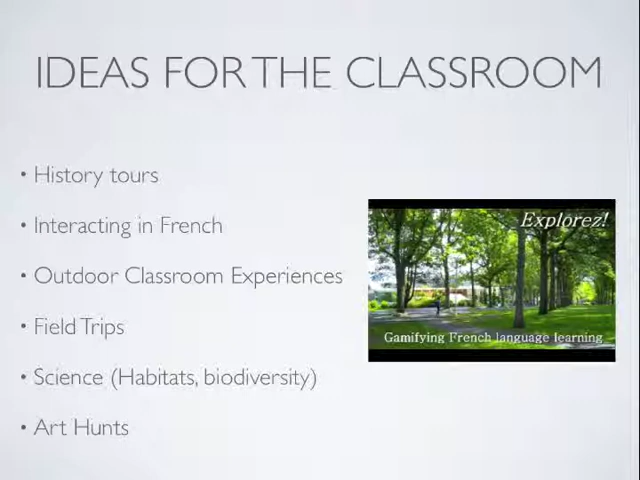 IDEAS FOR THE CLASSROOM
• History tours
• Interacting in French
• Outdoor Classroom Experiences
• Field Trips
• Science (Habitats, biodiversity)
• Art Hunts
Explorez!
Gamifying French language learning